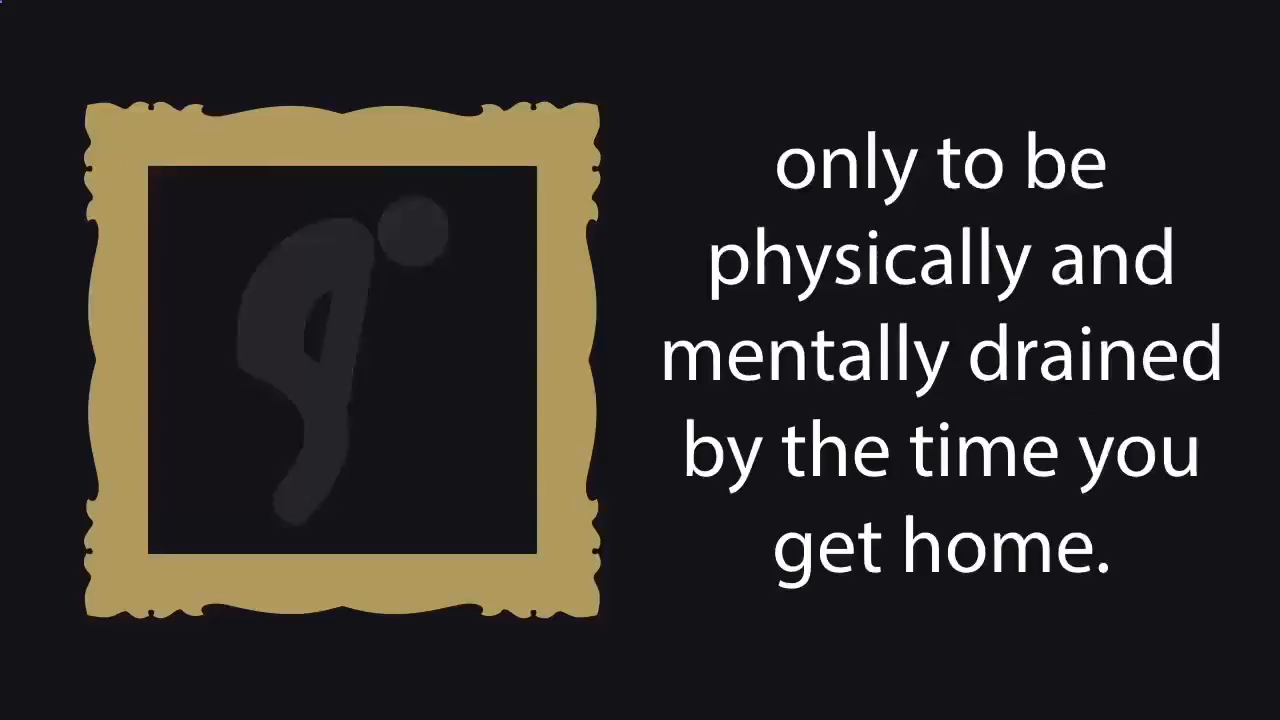 only to be
physically and
mentally drained
by the time you
get home.